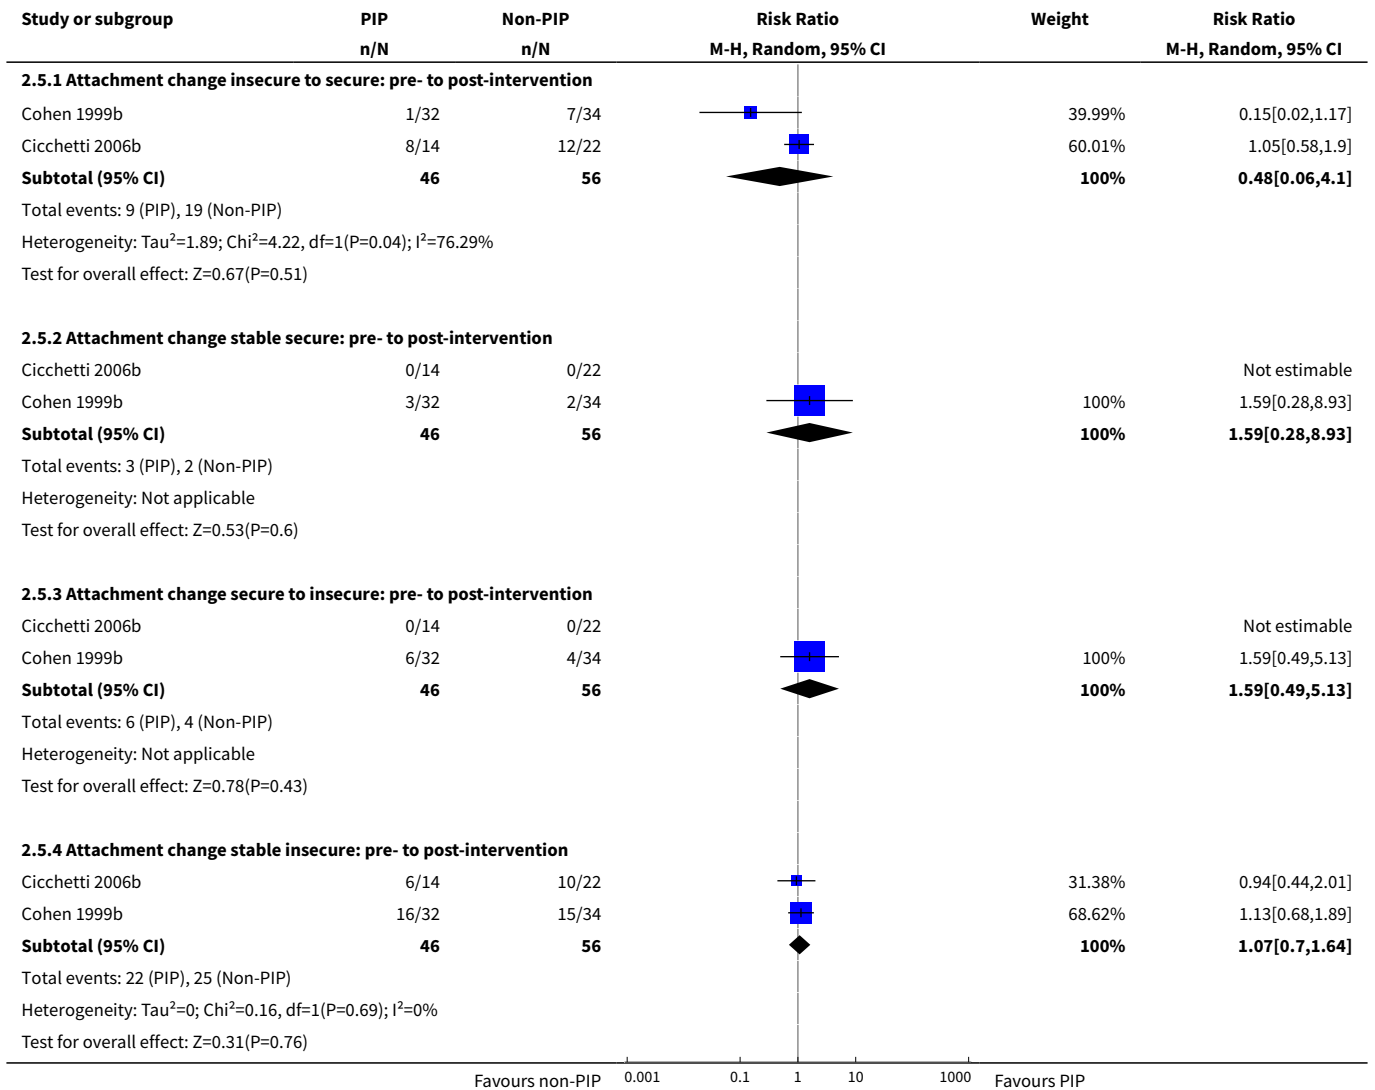 Study or subgroup PIP Non-PIP Risk Ratio Weight Risk Ratio
n/N n/N M-H, Random, 95% CI M-H, Random, 95% CI
2.5.1 Attachment change insecure to secure: pre- to post-intervention
Cohen 1999b 1/32 7/34 39.99% 0.15[0.02,1.17]
Cicchetti 2006b 8/14 12/22 60.01% 1.05[0.58,1.9]
Subtotal (95% CI) 46 56 100% 0.48[0.06,4.1]
Total events: 9 (PIP), 19 (Non-PIP)
Heterogeneity: Tau²=1.89; Chi²=4.22, df=1(P=0.04); I²=76.29%
Test for overall effect: Z=0.67(P=0.51)
2.5.2 Attachment change stable secure: pre- to post-intervention
Cicchetti 2006b 0/14 0/22 Not estimable
Cohen 1999b 3/32 2/34 100% 1.59[0.28,8.93]
Subtotal (95% CI) 46 56 100% 1.59[0.28,8.93]
Total events: 3 (PIP), 2 (Non-PIP)
Heterogeneity: Not applicable
Test for overall effect: Z=0.53(P=0.6)
2.5.3 Attachment change secure to insecure: pre- to post-intervention
Cicchetti 2006b 0/14 0/22 Not estimable
Cohen 1999b 6/32 4/34 100% 1.59[0.49,5.13]
Subtotal (95% CI) 46 56 100% 1.59[0.49,5.13]
Total events: 6 (PIP), 4 (Non-PIP)
Heterogeneity: Not applicable
Test for overall effect: Z=0.78(P=0.43)
2.5.4 Attachment change stable insecure: pre- to post-intervention
Cicchetti 2006b 6/14 10/22 31.38% 0.94[0.44,2.01]
Cohen 1999b 16/32 15/34 68.62% 1.13[0.68,1.89]
Subtotal (95% CI) 46 56 100% 1.07[0.7,1.64]
Total events: 22 (PIP), 25 (Non-PIP)
Heterogeneity: Tau²=0; Chi²=0.16, df=1(P=0.69); I²=0%
Test for overall effect: Z=0.31(P=0.76)
Favours non-PIP 0.001 0.1 1 10 1000 Favours PIP